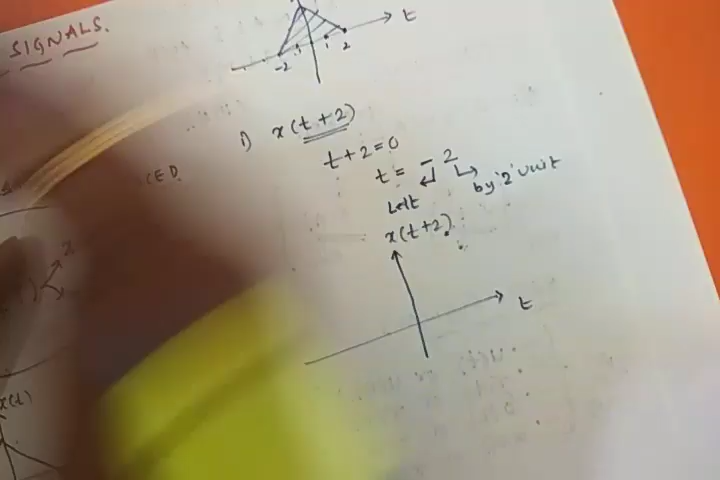 SIGNALS.
t
-2 1 1 2
1) x(t+2)
t+2=0
t = - 2
Left by '2' unit
x(t+2)
t
x(t)